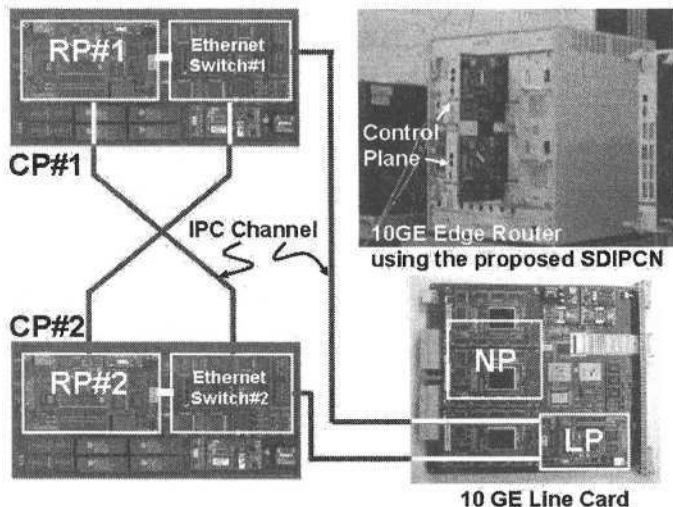 RP#1
Ethernet
Switch#1
CP#1
IPC Channel
CP#2
RP#2
Ethernet
Switch#2
Control
Plane
10GE Edge Router
using the proposed SDIPCN
NP
LP
10 GE Line Card